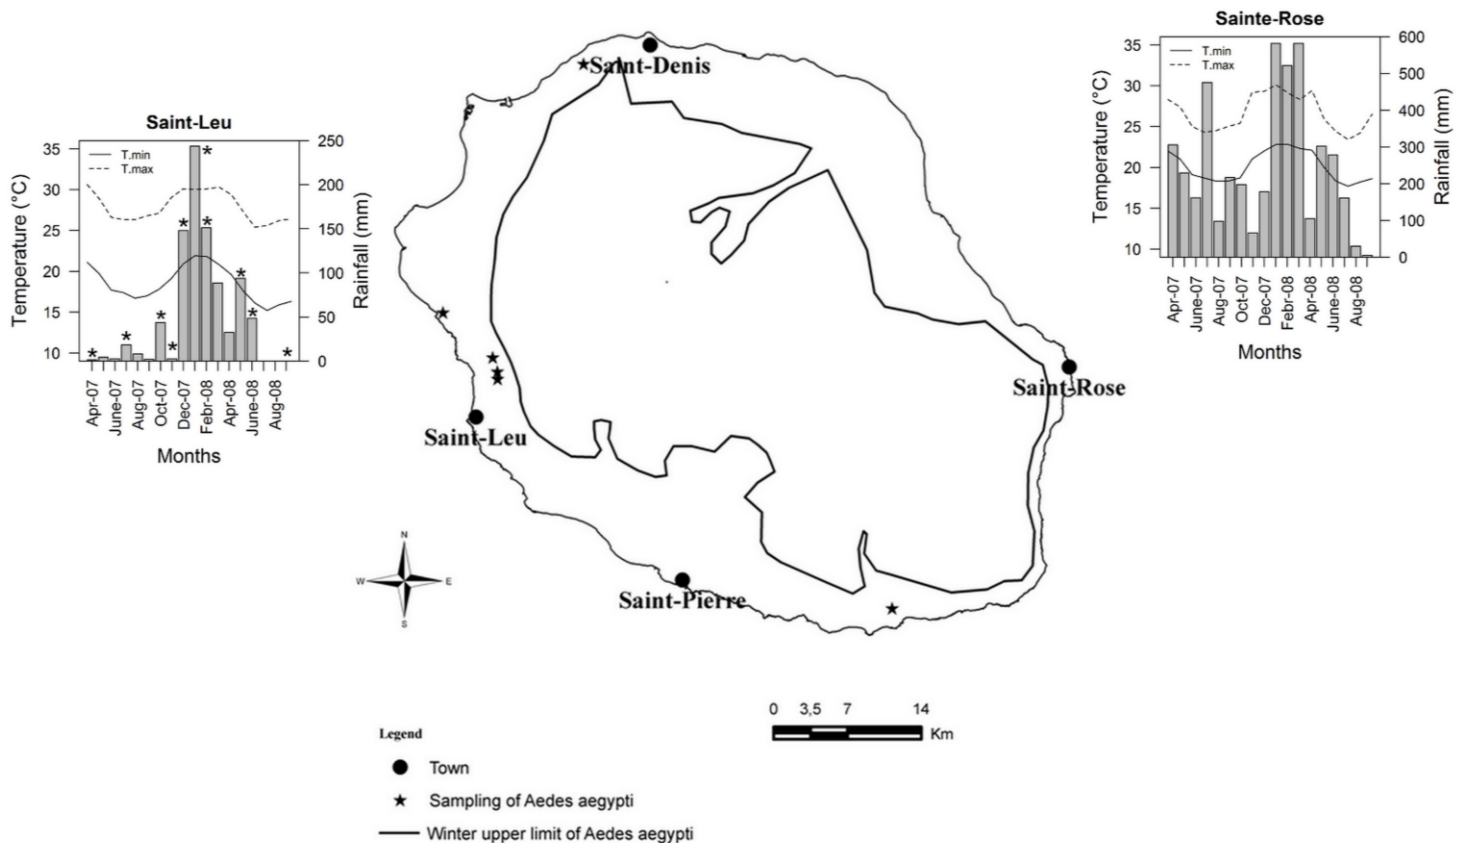 Saint-Leu
T.min
T.max
35
30
25
20
15
10
Temperature (°C)
250
200
150
100
50
0
Rainfall (mm)
*
*
*
*
*
*
*
*
*
*
Apr-07
June-07
Aug-07
Oct-07
Dec-07
Febr-08
Apr-08
June-08
Aug-08
Months
Sainte-Rose
T.min
T.max
35
30
25
20
15
10
Temperature (°C)
600
500
400
300
200
100
0
Rainfall (mm)
Apr-07
June-07
Aug-07
Oct-07
Dec-07
Febr-08
Apr-08
June-08
Aug-08
Months
Saint-Denis
Saint-Rose
Saint-Leu
Saint-Pierre
N
W E
S
0 3,5 7 14
Km
Legend
Town
Sampling of Aedes aegypti
Winter upper limit of Aedes aegypti